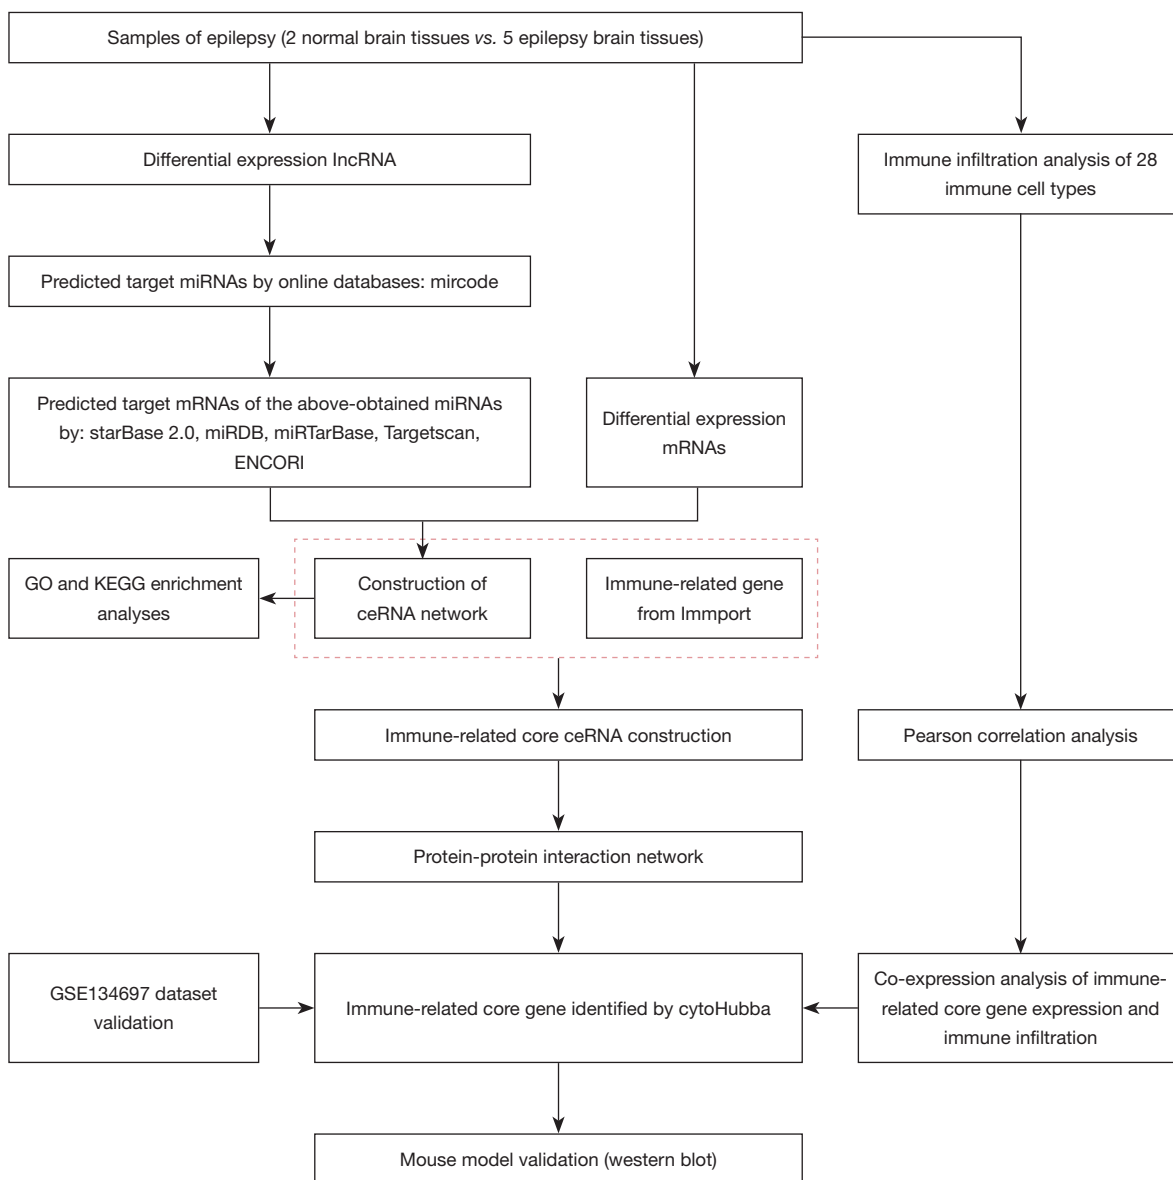 Samples of epilepsy (2 normal brain tissues vs. 5 epilepsy brain tissues)
Differential expression lncRNA
Immune infiltration analysis of 28
immune cell types
Predicted target miRNAs by online databases: mircode
Predicted target mRNAs of the above-obtained miRNAs
by: starBase 2.0, miRDB, miRTarBase, Targetscan,
ENCORI
Differential expression
mRNAs
GO and KEGG enrichment
analyses
Construction of
ceRNA network
Immune-related gene
from Immport
Immune-related core ceRNA construction
Pearson correlation analysis
Protein-protein interaction network
GSE134697 dataset
validation
Immune-related core gene identified by cytoHubba
Co-expression analysis of immune-
related core gene expression and
immune infiltration
Mouse model validation (western blot)